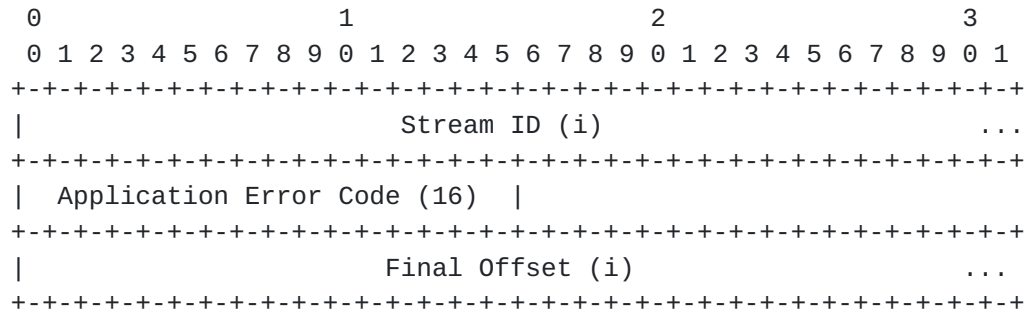 0                   1                   2                   3
 0 1 2 3 4 5 6 7 8 9 0 1 2 3 4 5 6 7 8 9 0 1 2 3 4 5 6 7 8 9 0 1
+-+-+-+-+-+-+-+-+-+-+-+-+-+-+-+-+-+-+-+-+-+-+-+-+-+-+-+-+-+-+-+-+
|                        Stream ID (i)                        ...
+-+-+-+-+-+-+-+-+-+-+-+-+-+-+-+-+-+-+-+-+-+-+-+-+-+-+-+-+-+-+-+-+
|  Application Error Code (16)  |
+-+-+-+-+-+-+-+-+-+-+-+-+-+-+-+-+-+-+-+-+-+-+-+-+-+-+-+-+-+-+-+-+
|                       Final Offset (i)                     ...
+-+-+-+-+-+-+-+-+-+-+-+-+-+-+-+-+-+-+-+-+-+-+-+-+-+-+-+-+-+-+-+-+